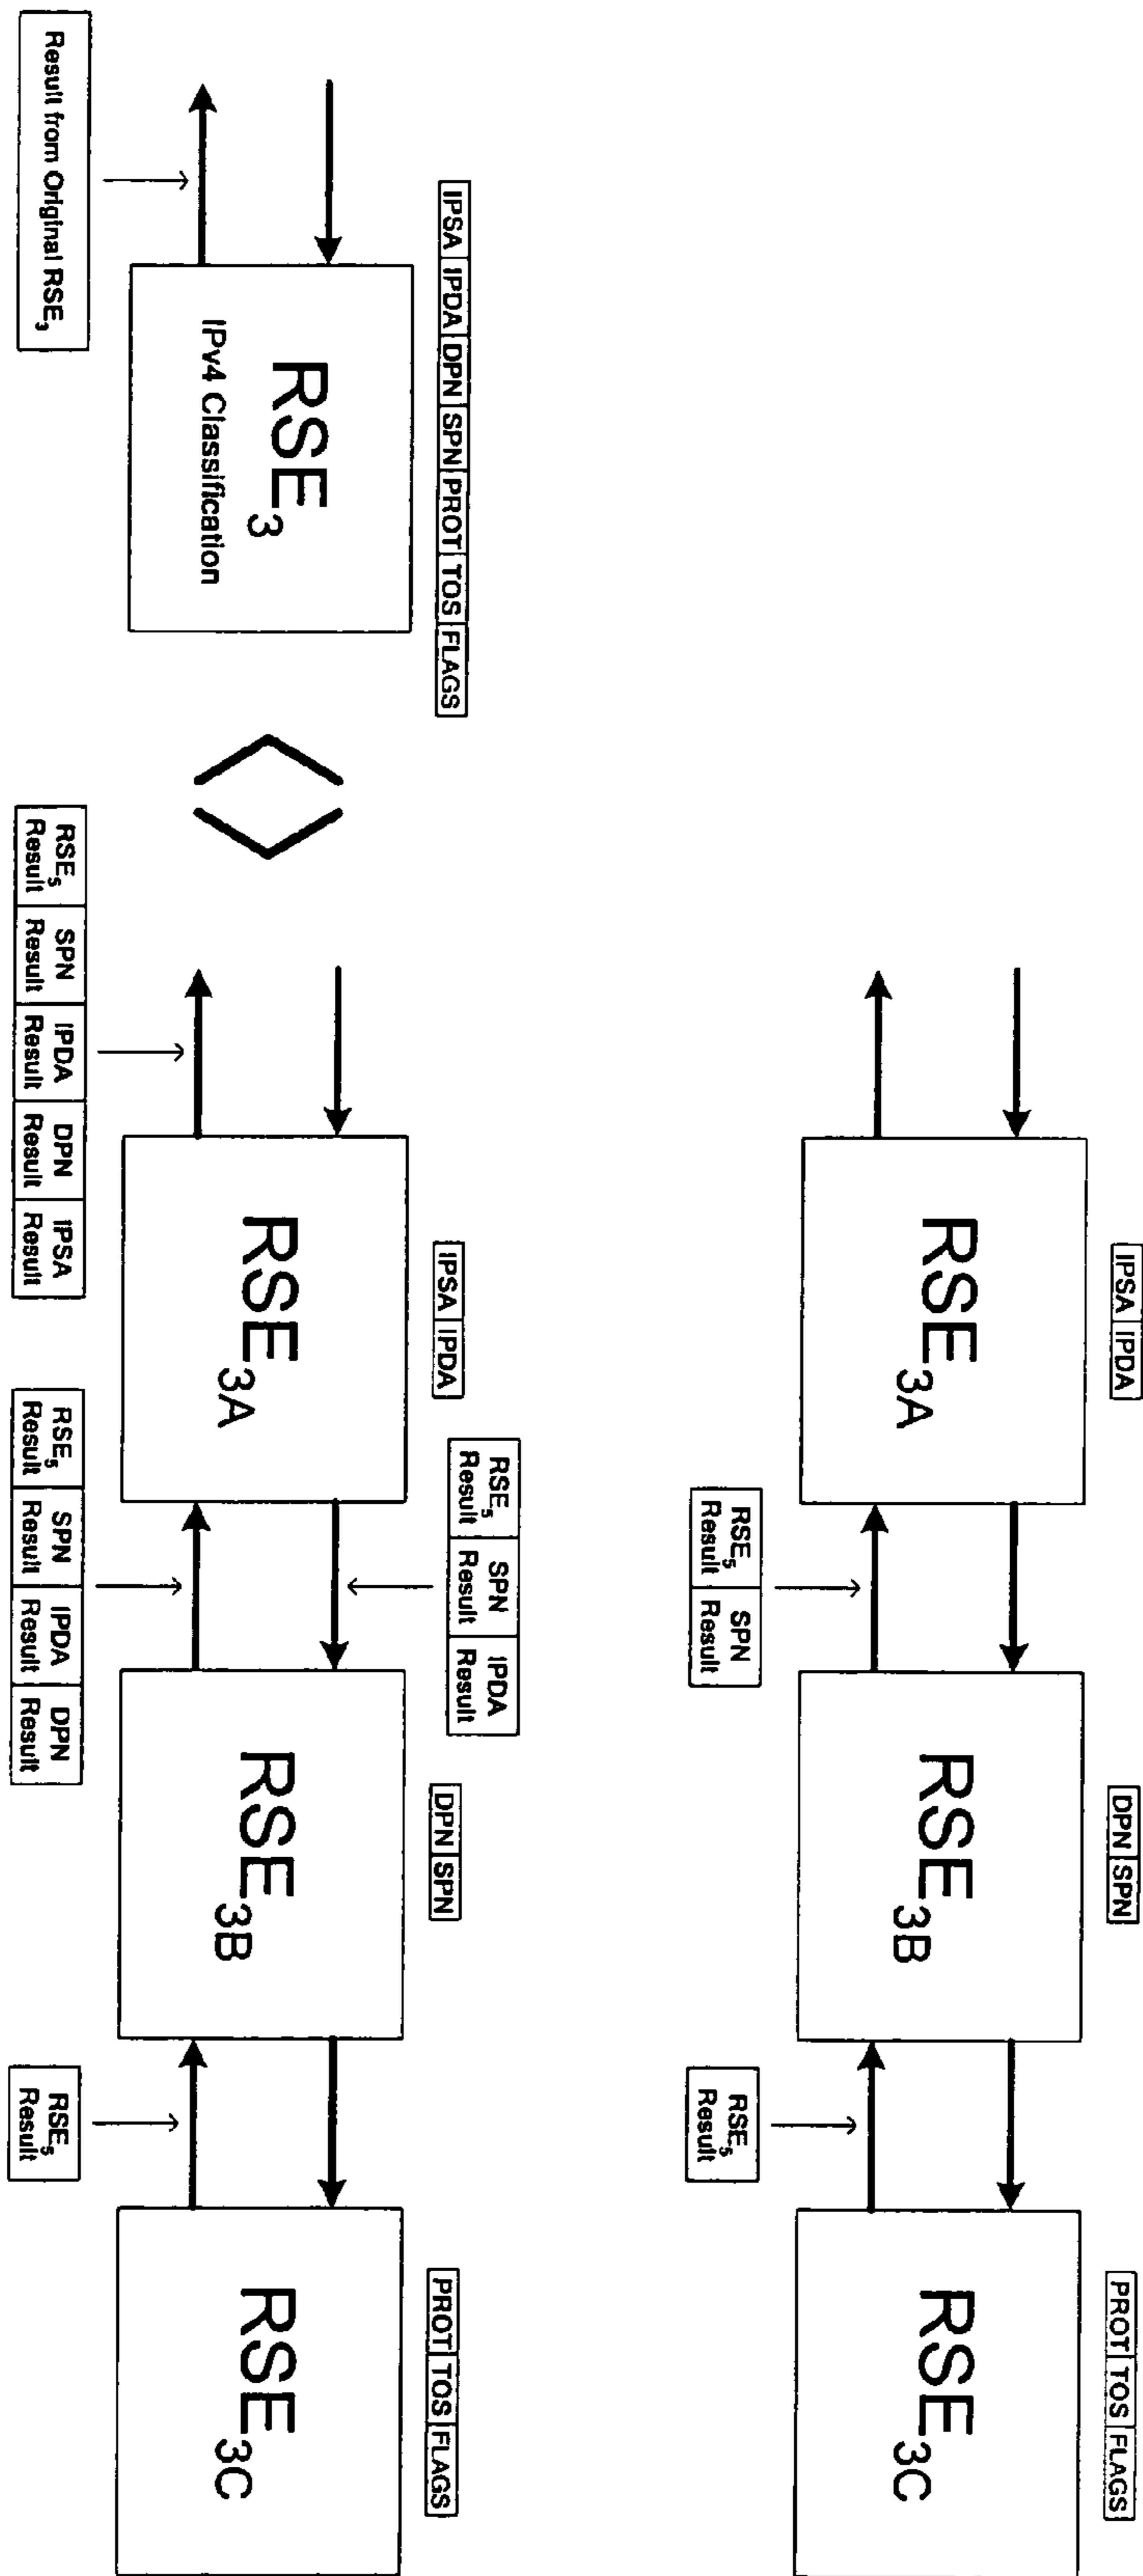 IPSA IPDA
DPN SPN
PROT TOS FLAGS
RSE3A
RSE3B
RSE3C
RSE5 Result
SPN Result
RSE5 Result
IPSA IPDA DPN SPN PROT TOS FLAGS
RSE3
IPv4 Classification
Result from Original RSE3
IPSA IPDA
RSE3A
RSE5 Result
SPN Result
IPDA Result
DPN Result
IPSA Result
RSE5 Result
SPN Result
IPDA Result
DPN SPN
RSE3B
RSE5 Result
SPN Result
IPDA Result
DPN Result
PROT TOS FLAGS
RSE3C
RSE5 Result